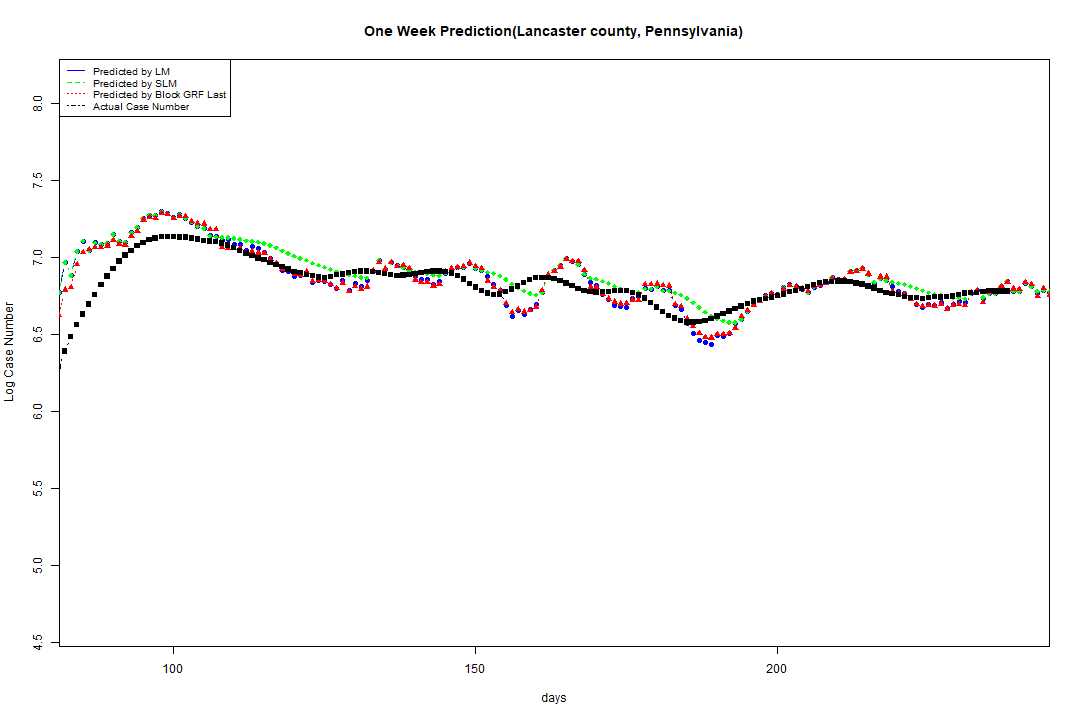 One Week Prediction(Lancaster county, Pennsylvania)
Predicted by LM
Predicted by SLM
Predicted by Block GRF Last
Actual Case Number
8.0
7.5
7.0
6.5
6.0
5.5
5.0
4.5
Log Case Number
100 150 200
days